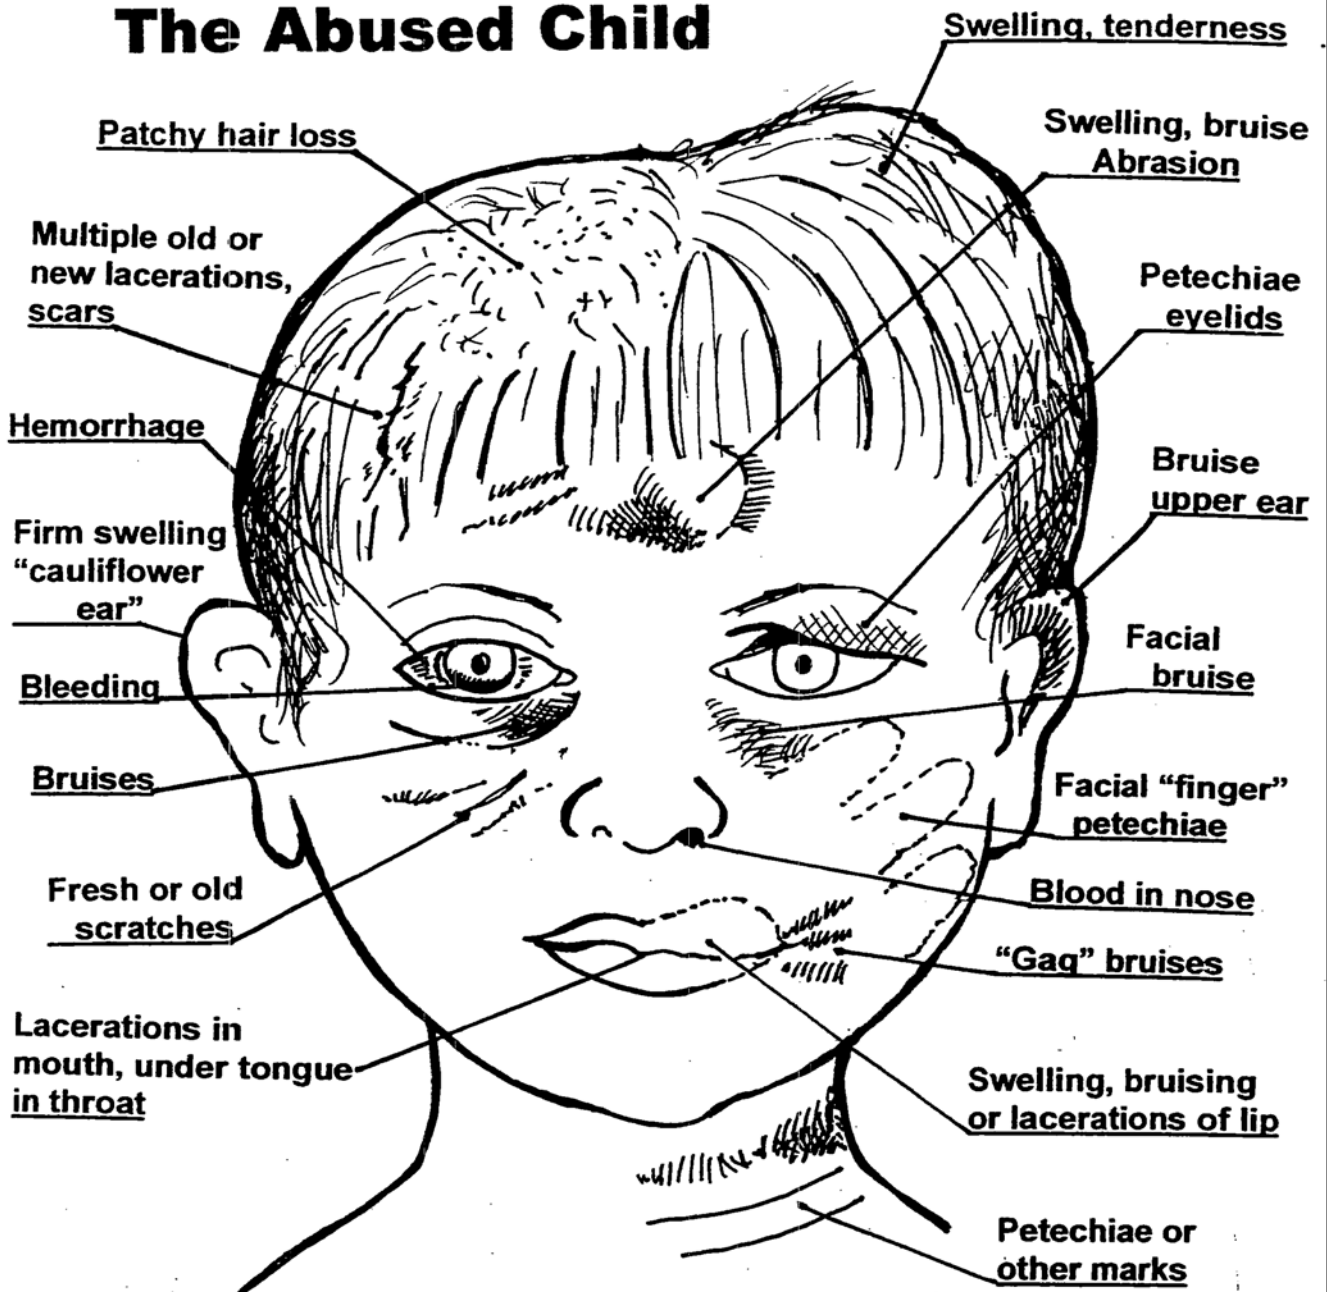 The Abused Child
Swelling, tenderness
Patchy hair loss
Swelling, bruise
Abrasion
Multiple old or
new lacerations,
scars
Petechiae
eyelids
Hemorrhage
Bruise
upper ear
Firm swelling
“cauliflower
ear”
Facial
bruise
Bleeding
Bruises
Facial “finger”
petechiae
Fresh or old
scratches
Blood in nose
“Gag” bruises
Lacerations in
mouth, under tongue
in throat
Swelling, bruising
or lacerations of lip
Petechiae or
other marks